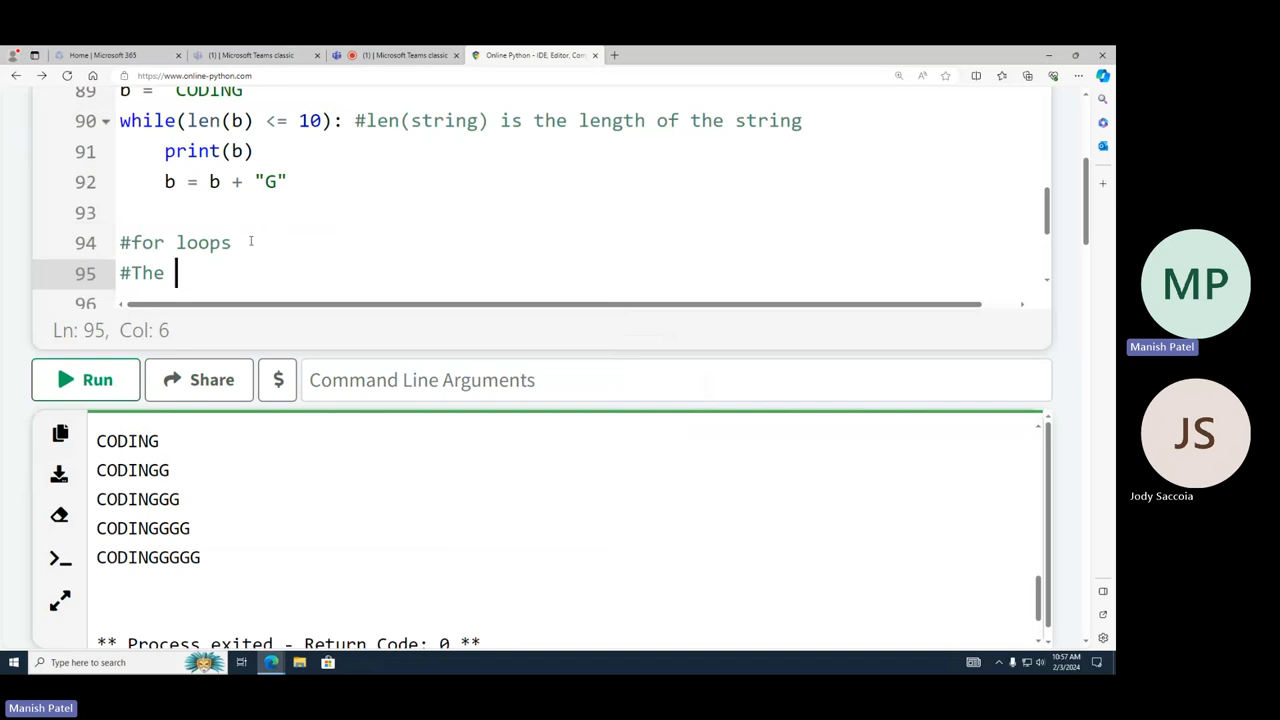 Home | Microsoft 365
(1) | Microsoft Teams classic
(1) | Microsoft Teams classic
Online Python - IDE, Editor, Com
https://www.online-python.com
89 b = "CODING"
90 while(len(b) <= 10): #len(string) is the length of the string
91 print(b)
92 b = b + "G"
93
94 #for loops
95 #The
96
Ln: 95, Col: 6
Run
Share
$
Command Line Arguments
CODING
CODINGG
CODINGGG
CODINGGGG
CODINGGGGG
** Process exited - Return Code: 0 **
Type here to search
10:57 AM
2/3/2024
MP
Manish Patel
JS
Jody Saccoia
Manish Patel